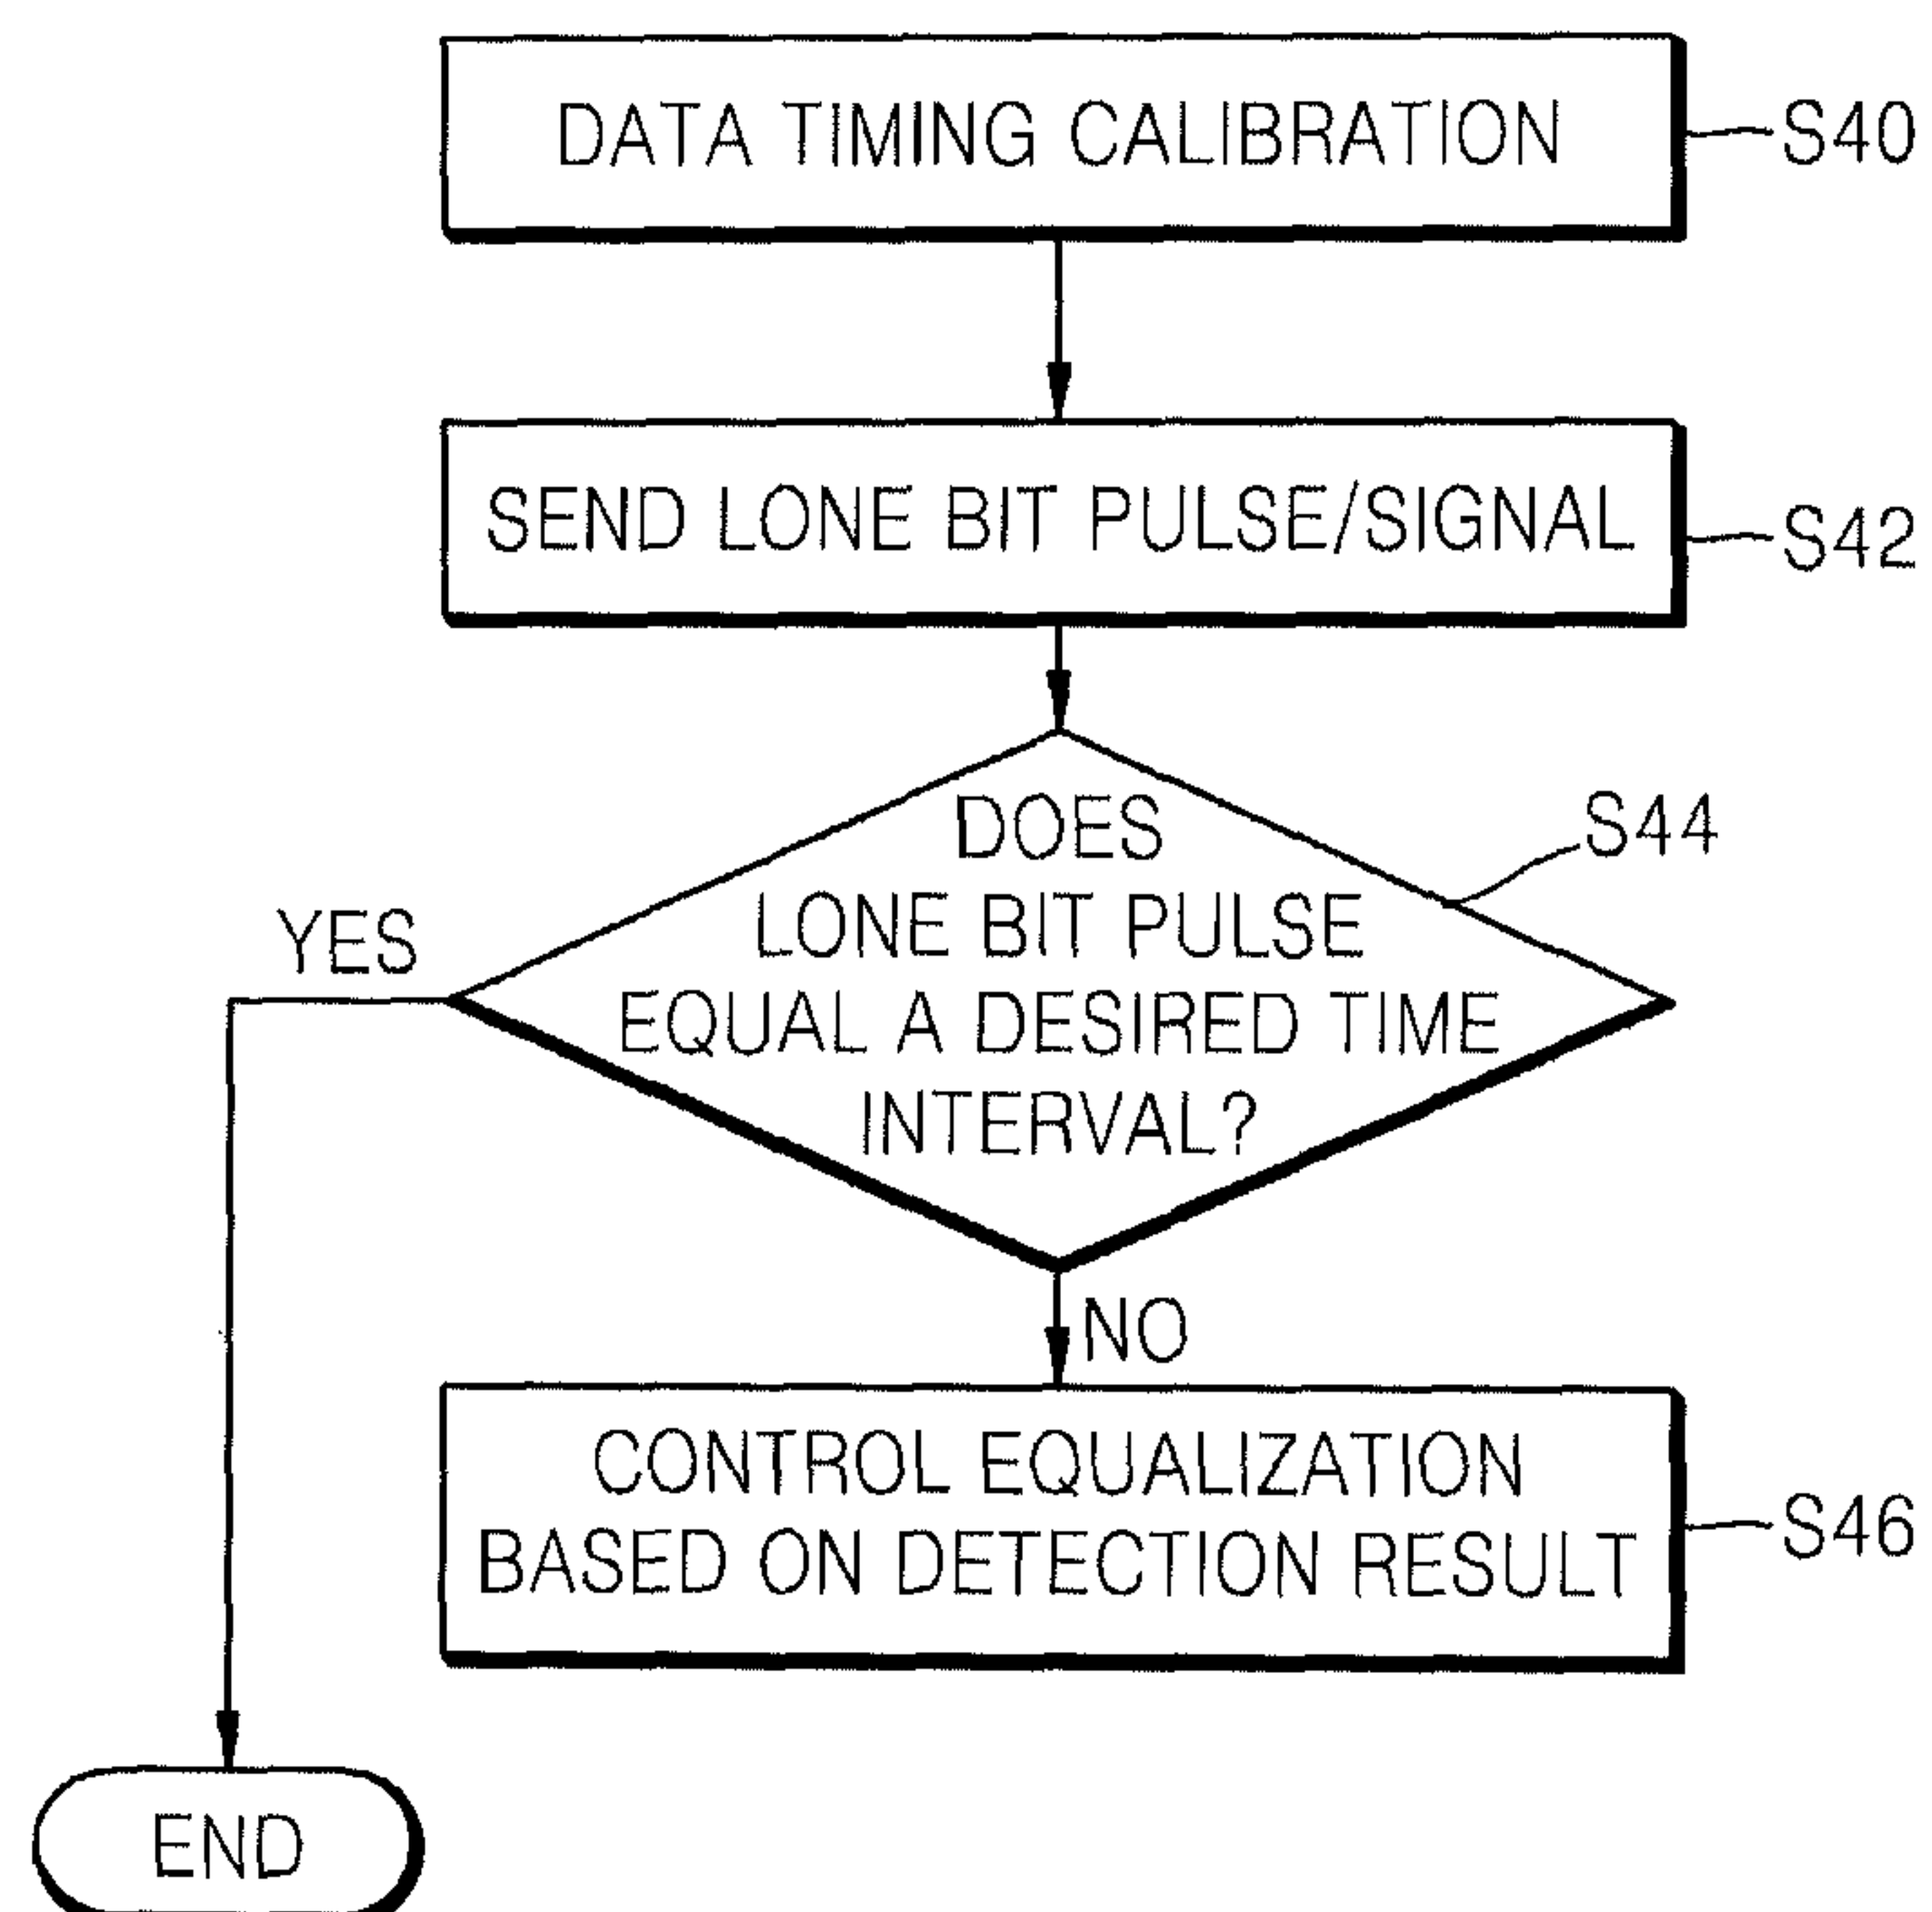 DATA TIMING CALIBRATION
S40
SEND LONE BIT PULSE/SIGNAL
S42
DOES
LONE BIT PULSE
EQUAL A DESIRED TIME
INTERVAL?
S44
YES
NO
CONTROL EQUALIZATION
BASED ON DETECTION RESULT
S46
END